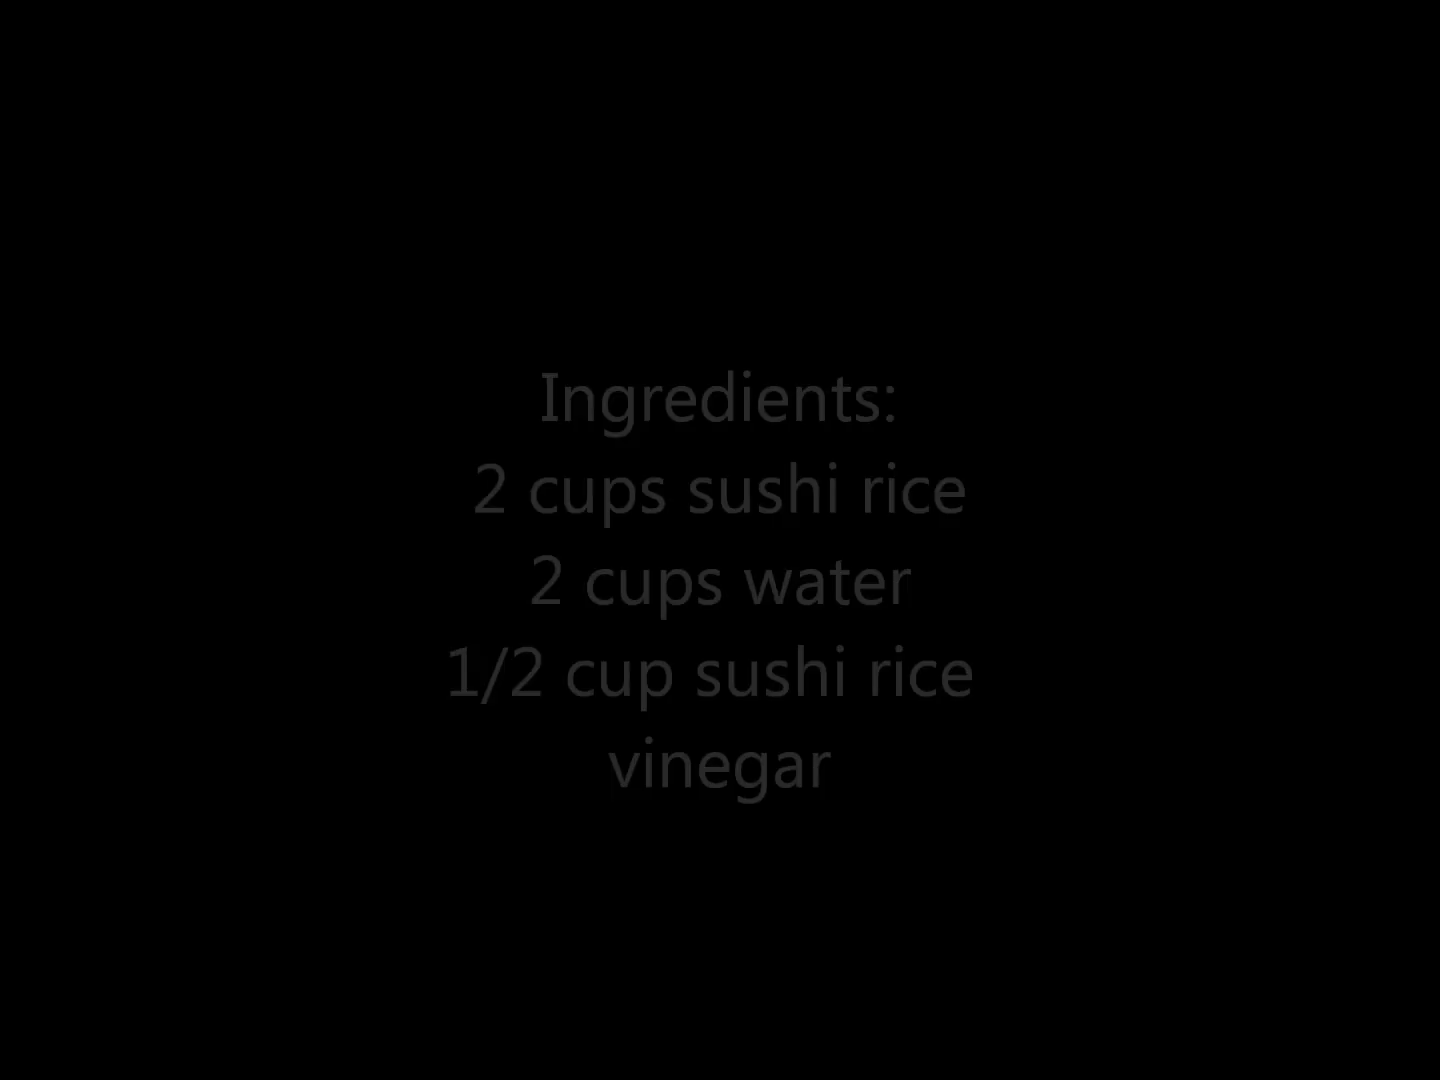 Ingredients:
2 cups sushi rice
2 cups water
1/2 cup sushi rice
vinegar